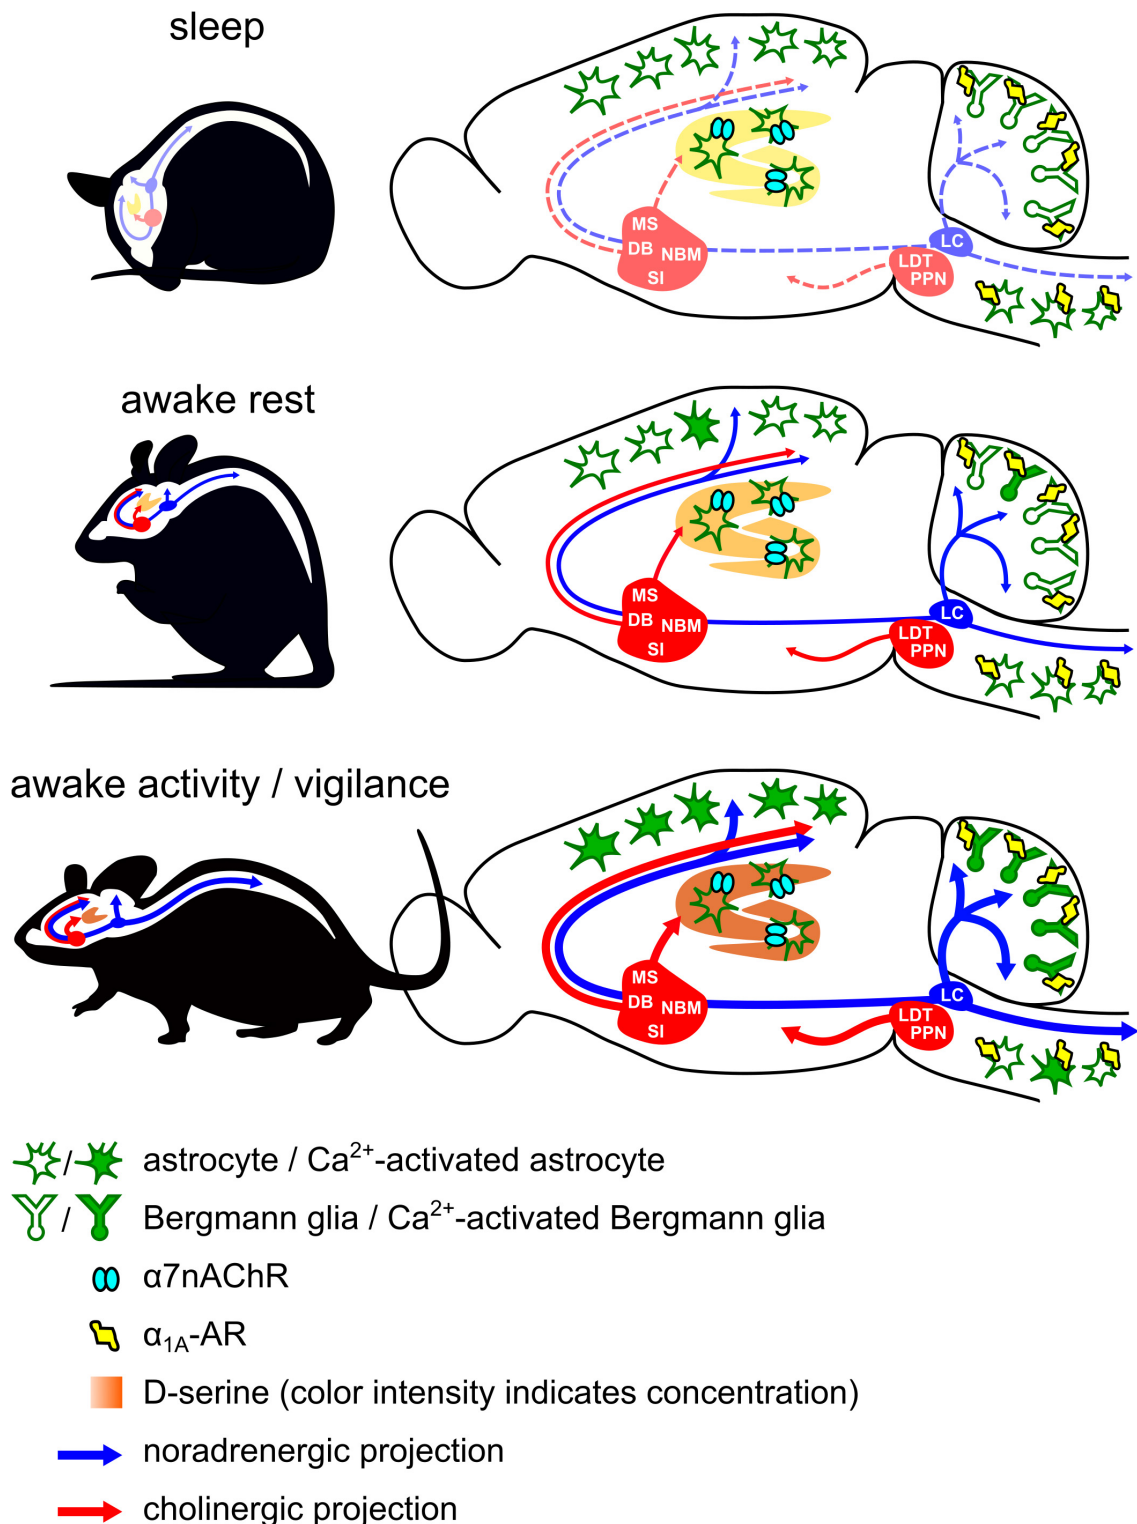 sleep
MS
DB NBM
SI
LC
LDT
PPN
awake rest
MS
DB NBM
SI
LC
LDT
PPN
awake activity / vigilance
MS
DB NBM
SI
LC
LDT
PPN
/ astrocyte / Ca²⁺-activated astrocyte
/ Bergmann glia / Ca²⁺-activated Bergmann glia
α7nAChR
α₁A-AR
D-serine (color intensity indicates concentration)
noradrenergic projection
cholinergic projection